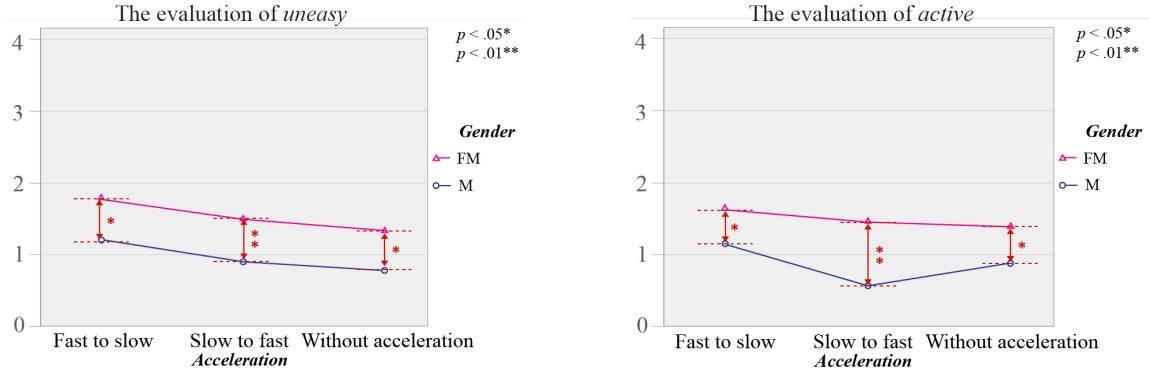 The evaluation of uneasy
p < .05*
p < .01**
4
3
2
1
0
Gender
FM
M
*
**
*
Fast to slow Slow to fast Without acceleration
Acceleration
The evaluation of active
p < .05*
p < .01**
4
3
2
1
0
Gender
FM
M
*
**
*
Fast to slow Slow to fast Without acceleration
Acceleration